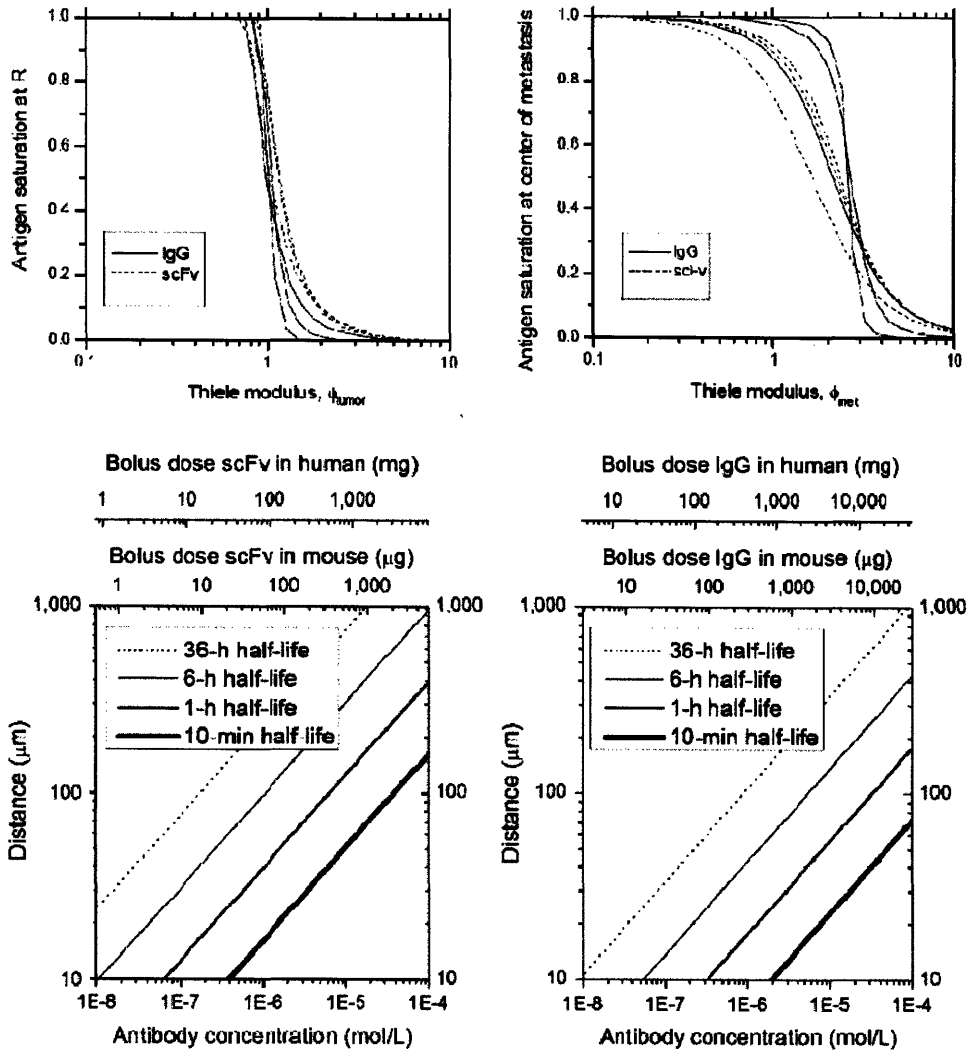 Antigen saturation at R
1.0
0.8
0.6
0.4
0.2
0.0
IgG
scFv
1
10
Thiele modulus, ϕtumor
Antigen saturation at center of metastasis
1.0
0.8
0.6
0.4
0.2
0.0
IgG
0.1
1
10
Thiele modulus, ϕmet
Bolus dose scFv in human (mg)
1 10 100 1,000
Bolus dose scFv in mouse (μg)
1 10 100 1,000
1,000
100
10
1,000
100
10
36-h half-life
6-h half-life
1-h half-life
10-min half-life
Distance (μm)
1E-8 1E-7 1E-6 1E-5 1E-4
Antibody concentration (mol/L)
Bolus dose IgG in human (mg)
10 100 1,000 10,000
Bolus dose IgG in mouse (μg)
10 100 1,000 10,000
1,000
100
10
1,000
100
10
36-h half-life
6-h half-life
1-h half-life
10-min half-life
Distance (μm)
1E-8 1E-7 1E-6 1E-5 1E-4
Antibody concentration (mol/L)